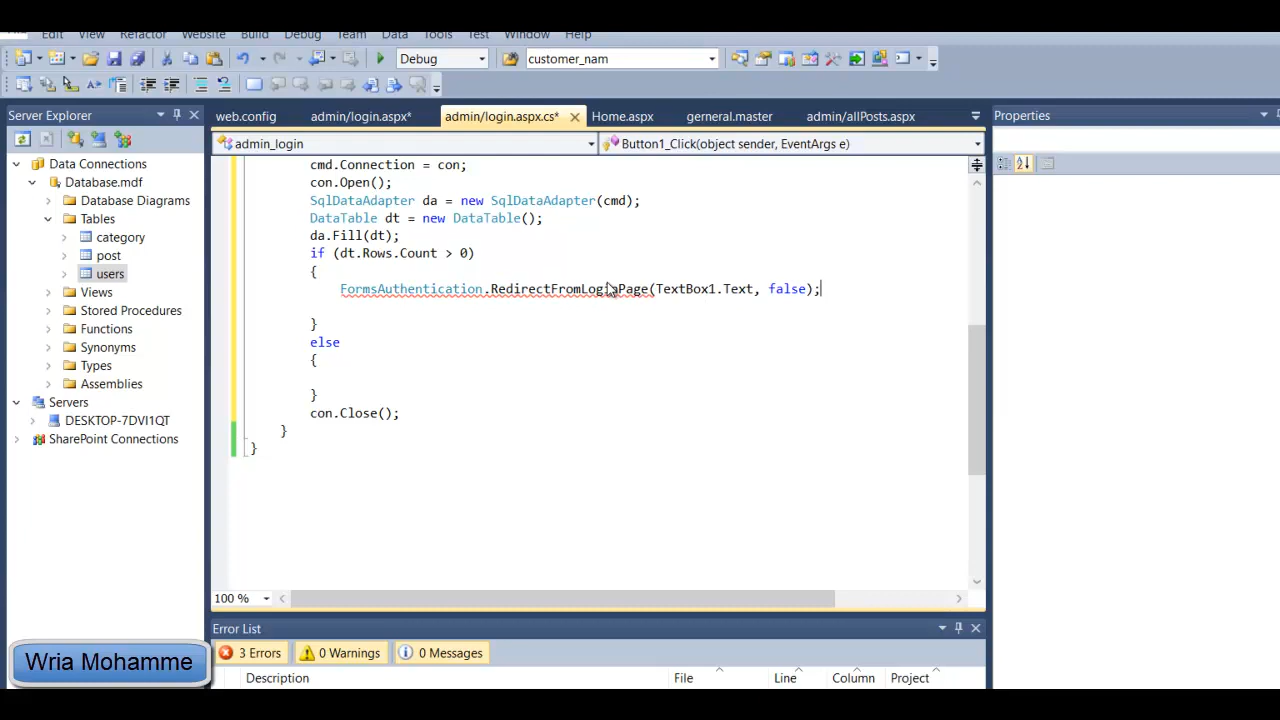 Edit View Refactor Website Build Debug Team Data Tools Test Window Help
Debug customer_nam
Server Explorer
web.config admin/login.aspx* admin/login.aspx.cs* Home.aspx gerneral.master admin/allPosts.aspx
Properties
admin_login Button1_Click(object sender, EventArgs e)
Data Connections
Database.mdf
Database Diagrams
Tables
category
post
users
Views
Stored Procedures
Functions
Synonyms
Types
Assemblies
Servers
DESKTOP-7DVI1QT
SharePoint Connections
cmd.Connection = con;
con.Open();
SqlDataAdapter da = new SqlDataAdapter(cmd);
DataTable dt = new DataTable();
da.Fill(dt);
if (dt.Rows.Count > 0)
{
FormsAuthentication.RedirectFromLoginPage(TextBox1.Text, false);
}
else
{
}
con.Close();
}
}
100 %
Error List
3 Errors 0 Warnings 0 Messages
Description File Line Column Project
Wria Mohamme